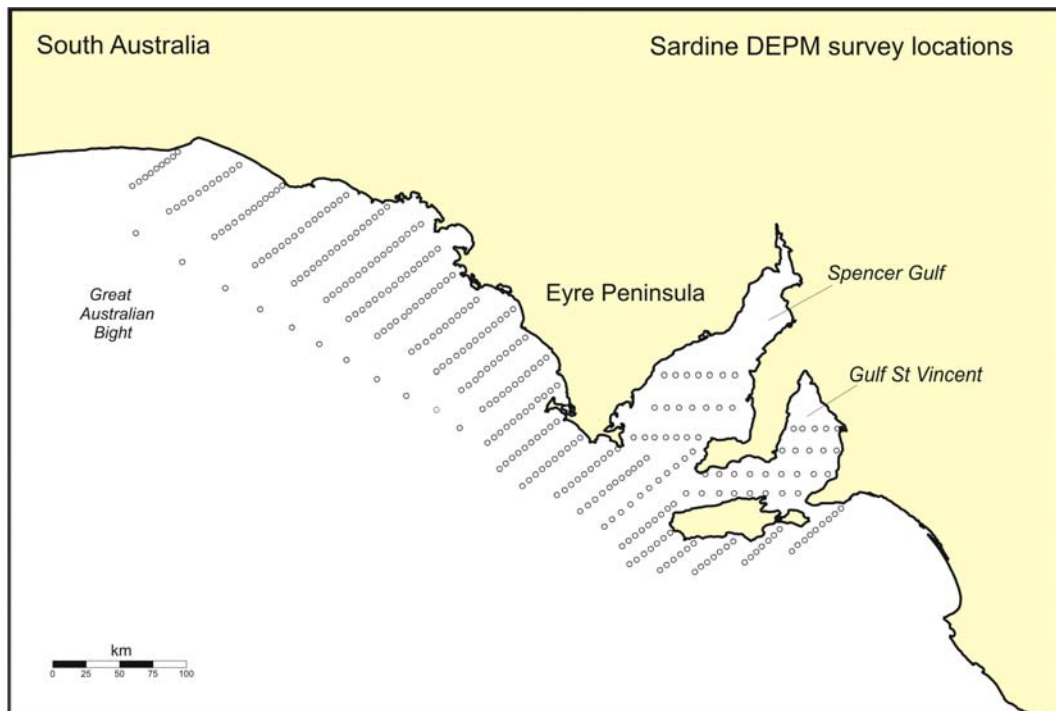 South Australia
Sardine DEPM survey locations
Spencer Gulf
Great
Australian
Bight
Eyre Peninsula
Gulf St Vincent
km
0 25 50 75 100